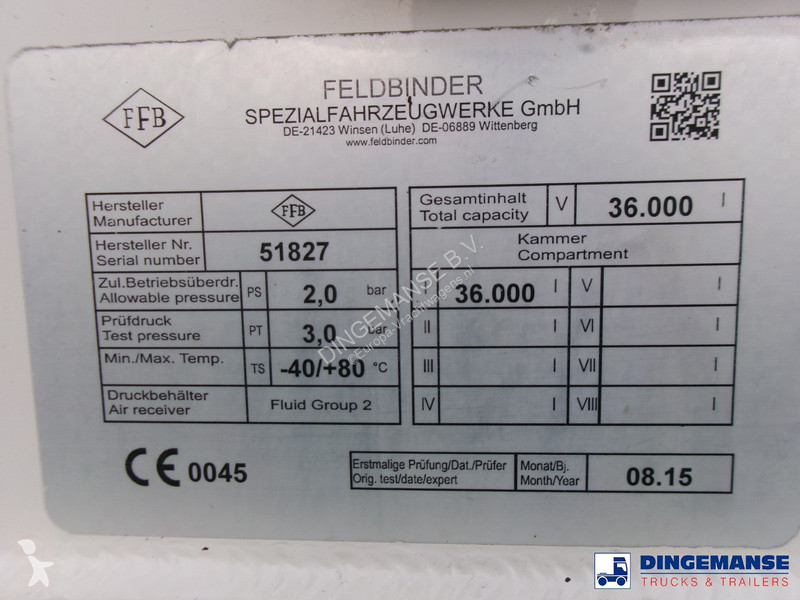 FFB
FELDBINDER
SPEZIALFAHRZEUGWERKE GmbH
DE-21423 Winsen (Luhe) DE-06889 Wittenberg
www.feldbinder.com
Hersteller
Manufacturer
FFB
Hersteller Nr.
Serial number
51827
Zul.Betriebsüberdr.
Allowable pressure
PS
2,0 bar
Prüfdruck
Test pressure
PT
3,0 bar
Min./Max. Temp.
TS
-40/+80 °C
Druckbehälter
Air receiver
Fluid Group 2
Gesamtinhalt
Total capacity
V
36.000 l
Kammer
Compartment
I 36.000 l V l
II l VI l
III l VII l
IV l VIII l
CE 0045
Erstmalige Prüfung/Dat./Prüfer
Orig. test/date/expert
Monat/Bj.
Month/Year
08.15
DINGEMANSE B.V.
©Europa-Vrachtwagens.nl
DINGEMANSE
TRUCKS & TRAILERS